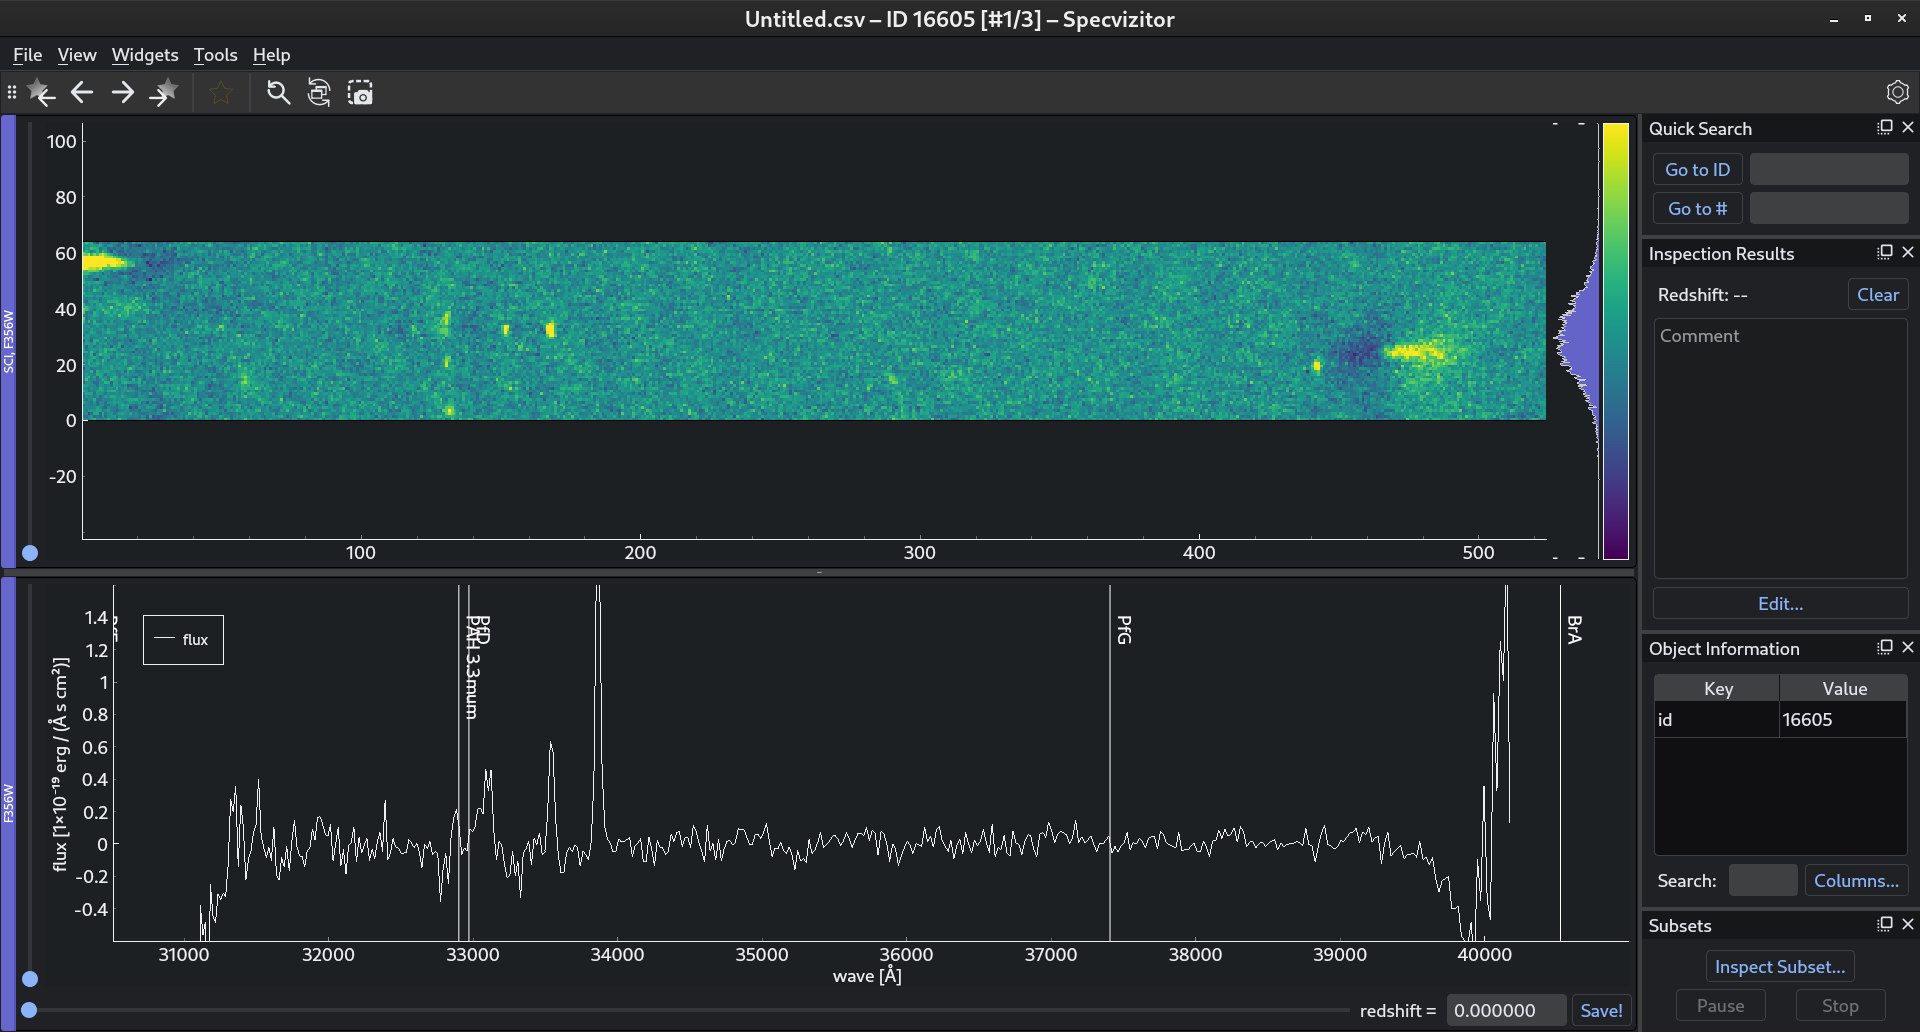 Untitled.csv – ID 16605 [#1/3] – Specvizitor
File View Widgets Tools Help
SCI, F356W
100
80
60
40
20
0
-20
100 200 300 400 500
F356W
flux [1×10⁻¹⁹ erg / (Å s cm²)]
1.4
1.2
1
0.8
0.6
0.4
0.2
0
-0.2
-0.4
flux
PfD
PAH 3.3mum
PfG
BrA
31000 32000 33000 34000 35000 36000 37000 38000 39000 40000
wave [Å]
redshift = 0.000000 Save!
Quick Search
Go to ID
Go to #
Inspection Results
Redshift: -- Clear
Comment
Edit...
Object Information
Key Value
id 16605
Search: Columns...
Subsets
Inspect Subset...
Pause Stop